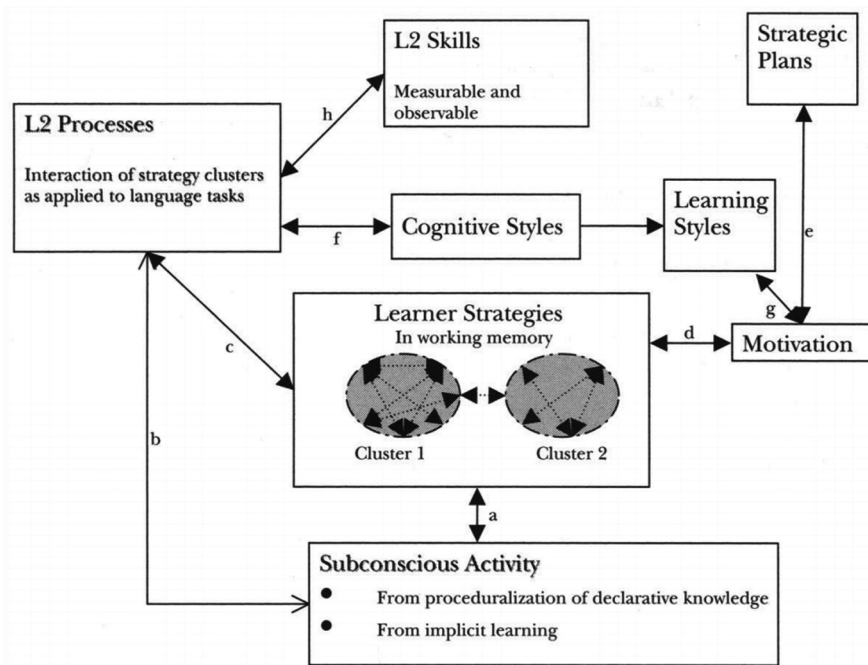 L2 Skills
Measurable and
observable
Strategic
Plans
h
L2 Processes
Interaction of strategy clusters
as applied to language tasks
f
Cognitive Styles
Learning
Styles
e
g
Learner Strategies
In working memory
d
Motivation
c
Cluster 1
Cluster 2
b
a
Subconscious Activity
● From proceduralization of declarative knowledge
● From implicit learning